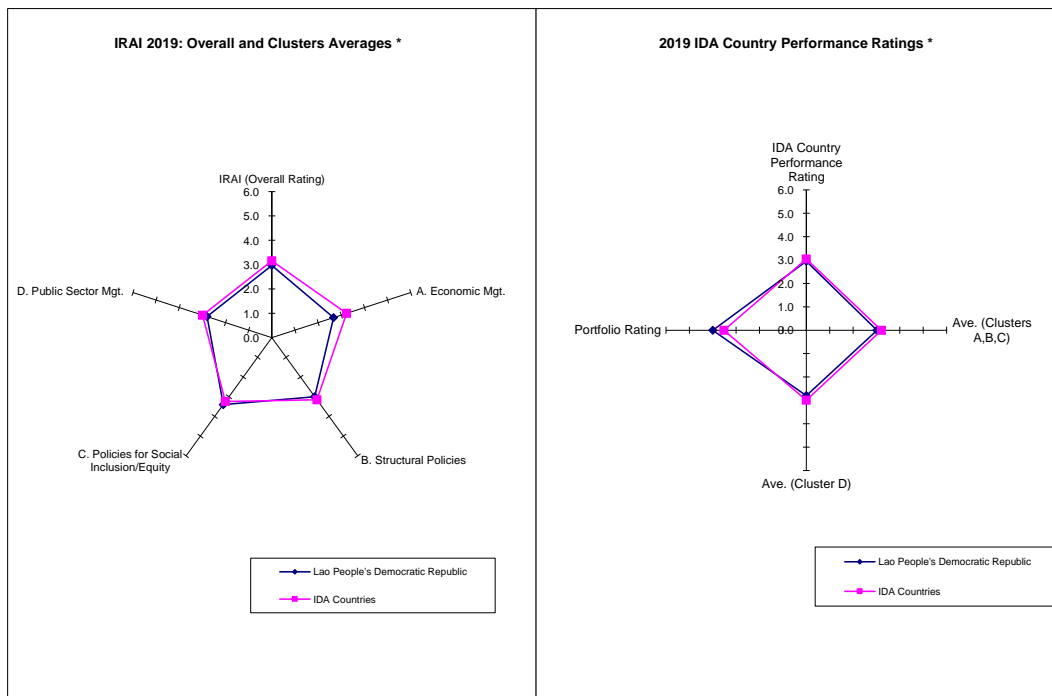 IRAI 2019: Overall and Clusters Averages *
IRAI (Overall Rating)
6.0
5.0
4.0
3.0
2.0
1.0
0.0
D. Public Sector Mgt.
A. Economic Mgt.
C. Policies for Social
Inclusion/Equity
B. Structural Policies
Lao People's Democratic Republic
IDA Countries
2019 IDA Country Performance Ratings *
IDA Country
Performance
Rating
6.0
5.0
4.0
3.0
2.0
1.0
0.0
Portfolio Rating
Ave. (Clusters
A,B,C)
Ave. (Cluster D)
Lao People's Democratic Republic
IDA Countries